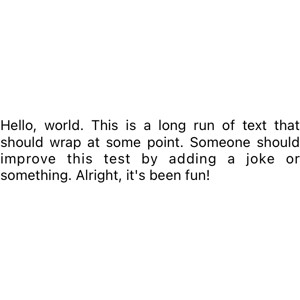 Hello, world. This is a long run of text that
should wrap at some point. Someone should
improve this test by adding a joke or
something. Alright, it's been fun!